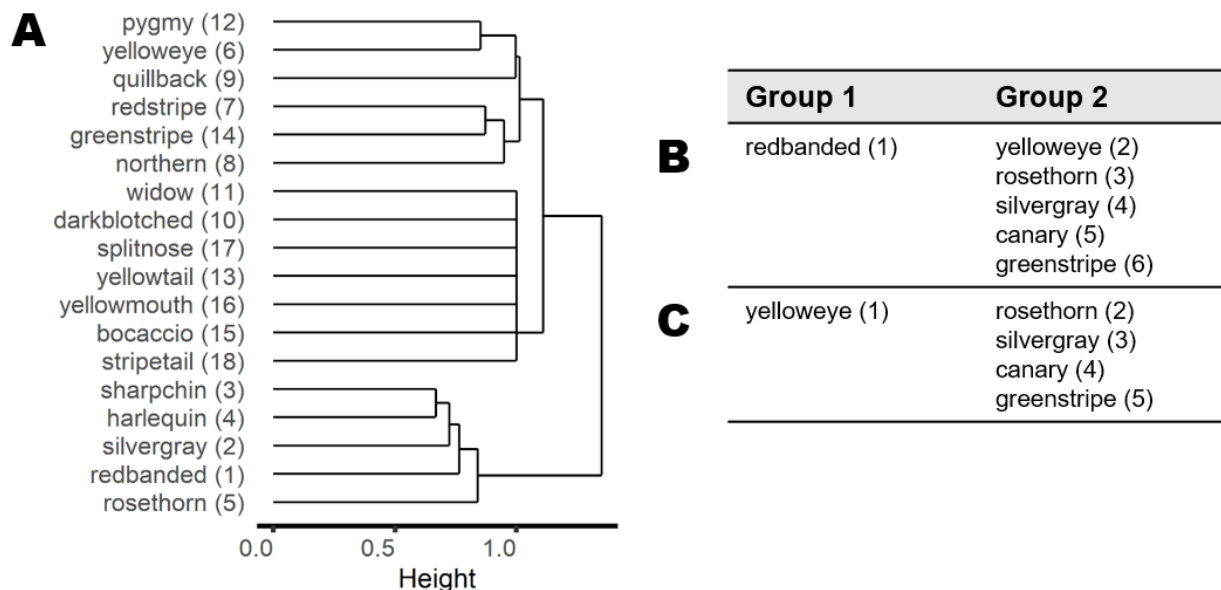 A
pygmy (12)
yelloweye (6)
quillback (9)
redstripe (7)
greenstripe (14)
northern (8)
widow (11)
darkblotched (10)
splitnose (17)
yellowtail (13)
yellowmouth (16)
bocaccio (15)
stripetail (18)
sharpchin (3)
harlequin (4)
silvergray (2)
redbanded (1)
rosethorn (5)
0.0 0.5 1.0
Height
Group 1 Group 2
B
redbanded (1) yelloweye (2)
rosethorn (3)
silvergray (4)
canary (5)
greenstripe (6)
C
yelloweye (1) rosethorn (2)
silvergray (3)
canary (4)
greenstripe (5)